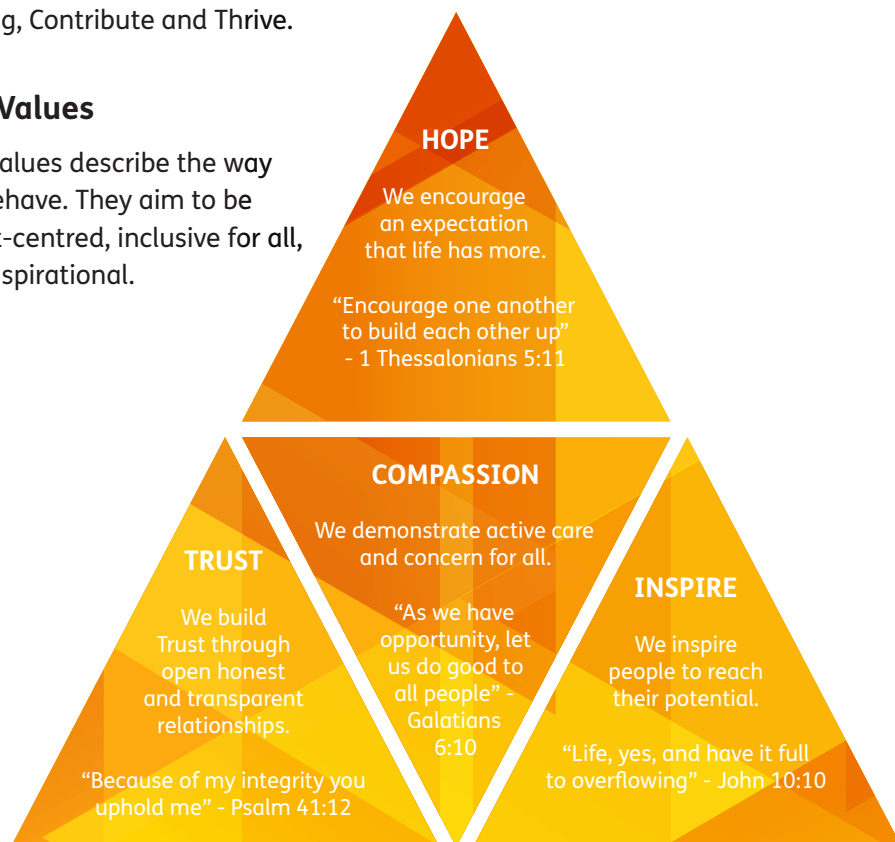 g, Contribute and Thrive.
Values
alues describe the way
ehave. They aim to be
t-centred, inclusive for all,
spirational.
HOPE
We encourage
an expectation
that life has more.
“Encourage one another
to build each other up”
- 1 Thessalonians 5:11
COMPASSION
We demonstrate active care
and concern for all.
“As we have
opportunity, let
us do good to
all people” -
Galatians
6:10
TRUST
We build
Trust through
open honest
and transparent
relationships.
“Because of my integrity you
uphold me” - Psalm 41:12
INSPIRE
We inspire
people to reach
their potential.
“Life, yes, and have it full
to overflowing” - John 10:10